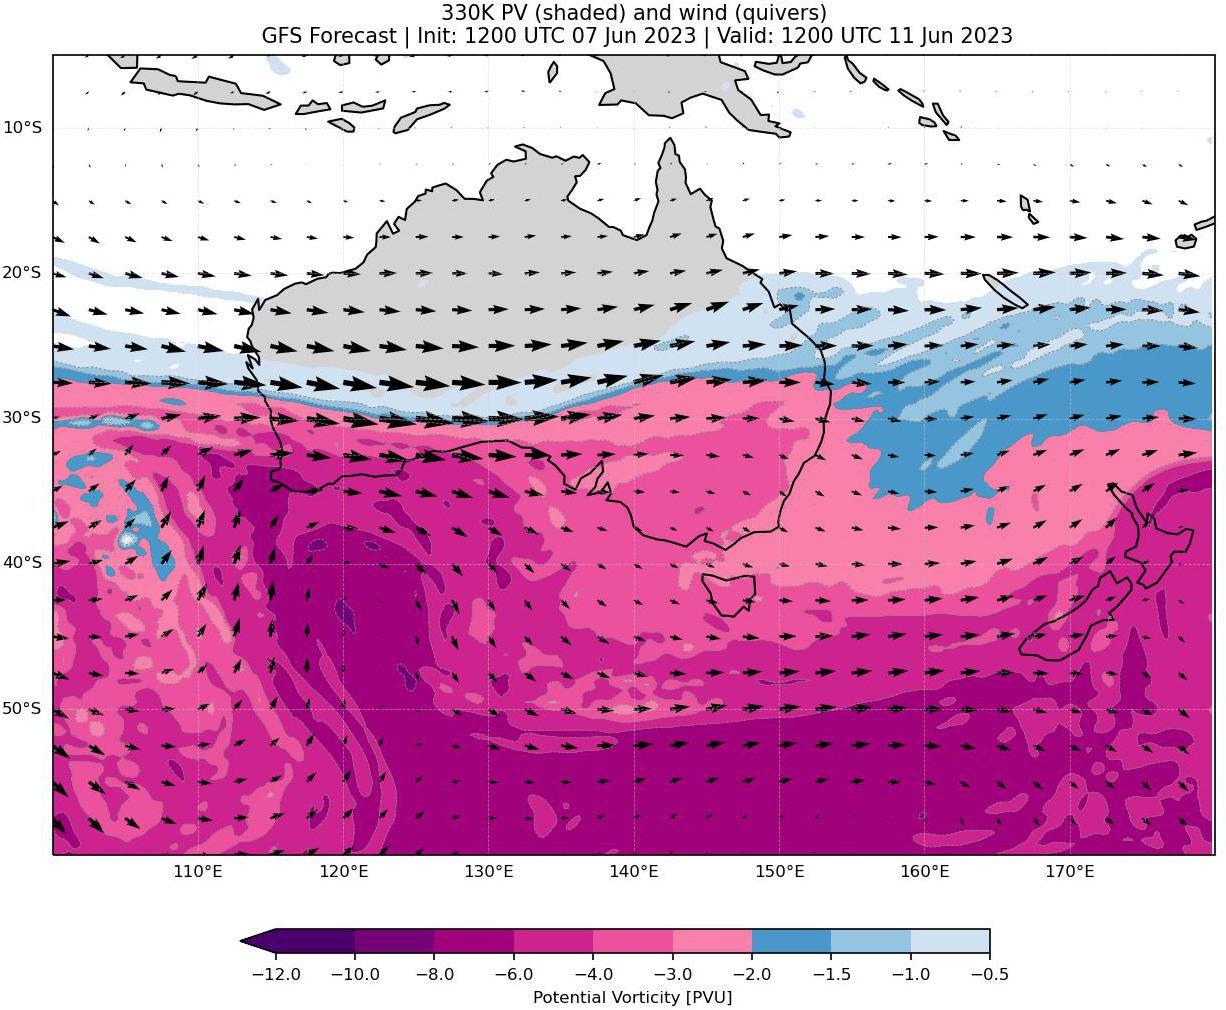 330K PV (shaded) and wind (quivers)
GFS Forecast | Init: 1200 UTC 07 Jun 2023 | Valid: 1200 UTC 11 Jun 2023
10°S
20°S
30°S
40°S
50°S
110°E 120°E 130°E 140°E 150°E 160°E 170°E
−12.0 −10.0 −8.0 −6.0 −4.0 −3.0 −2.0 −1.5 −1.0 −0.5
Potential Vorticity [PVU]